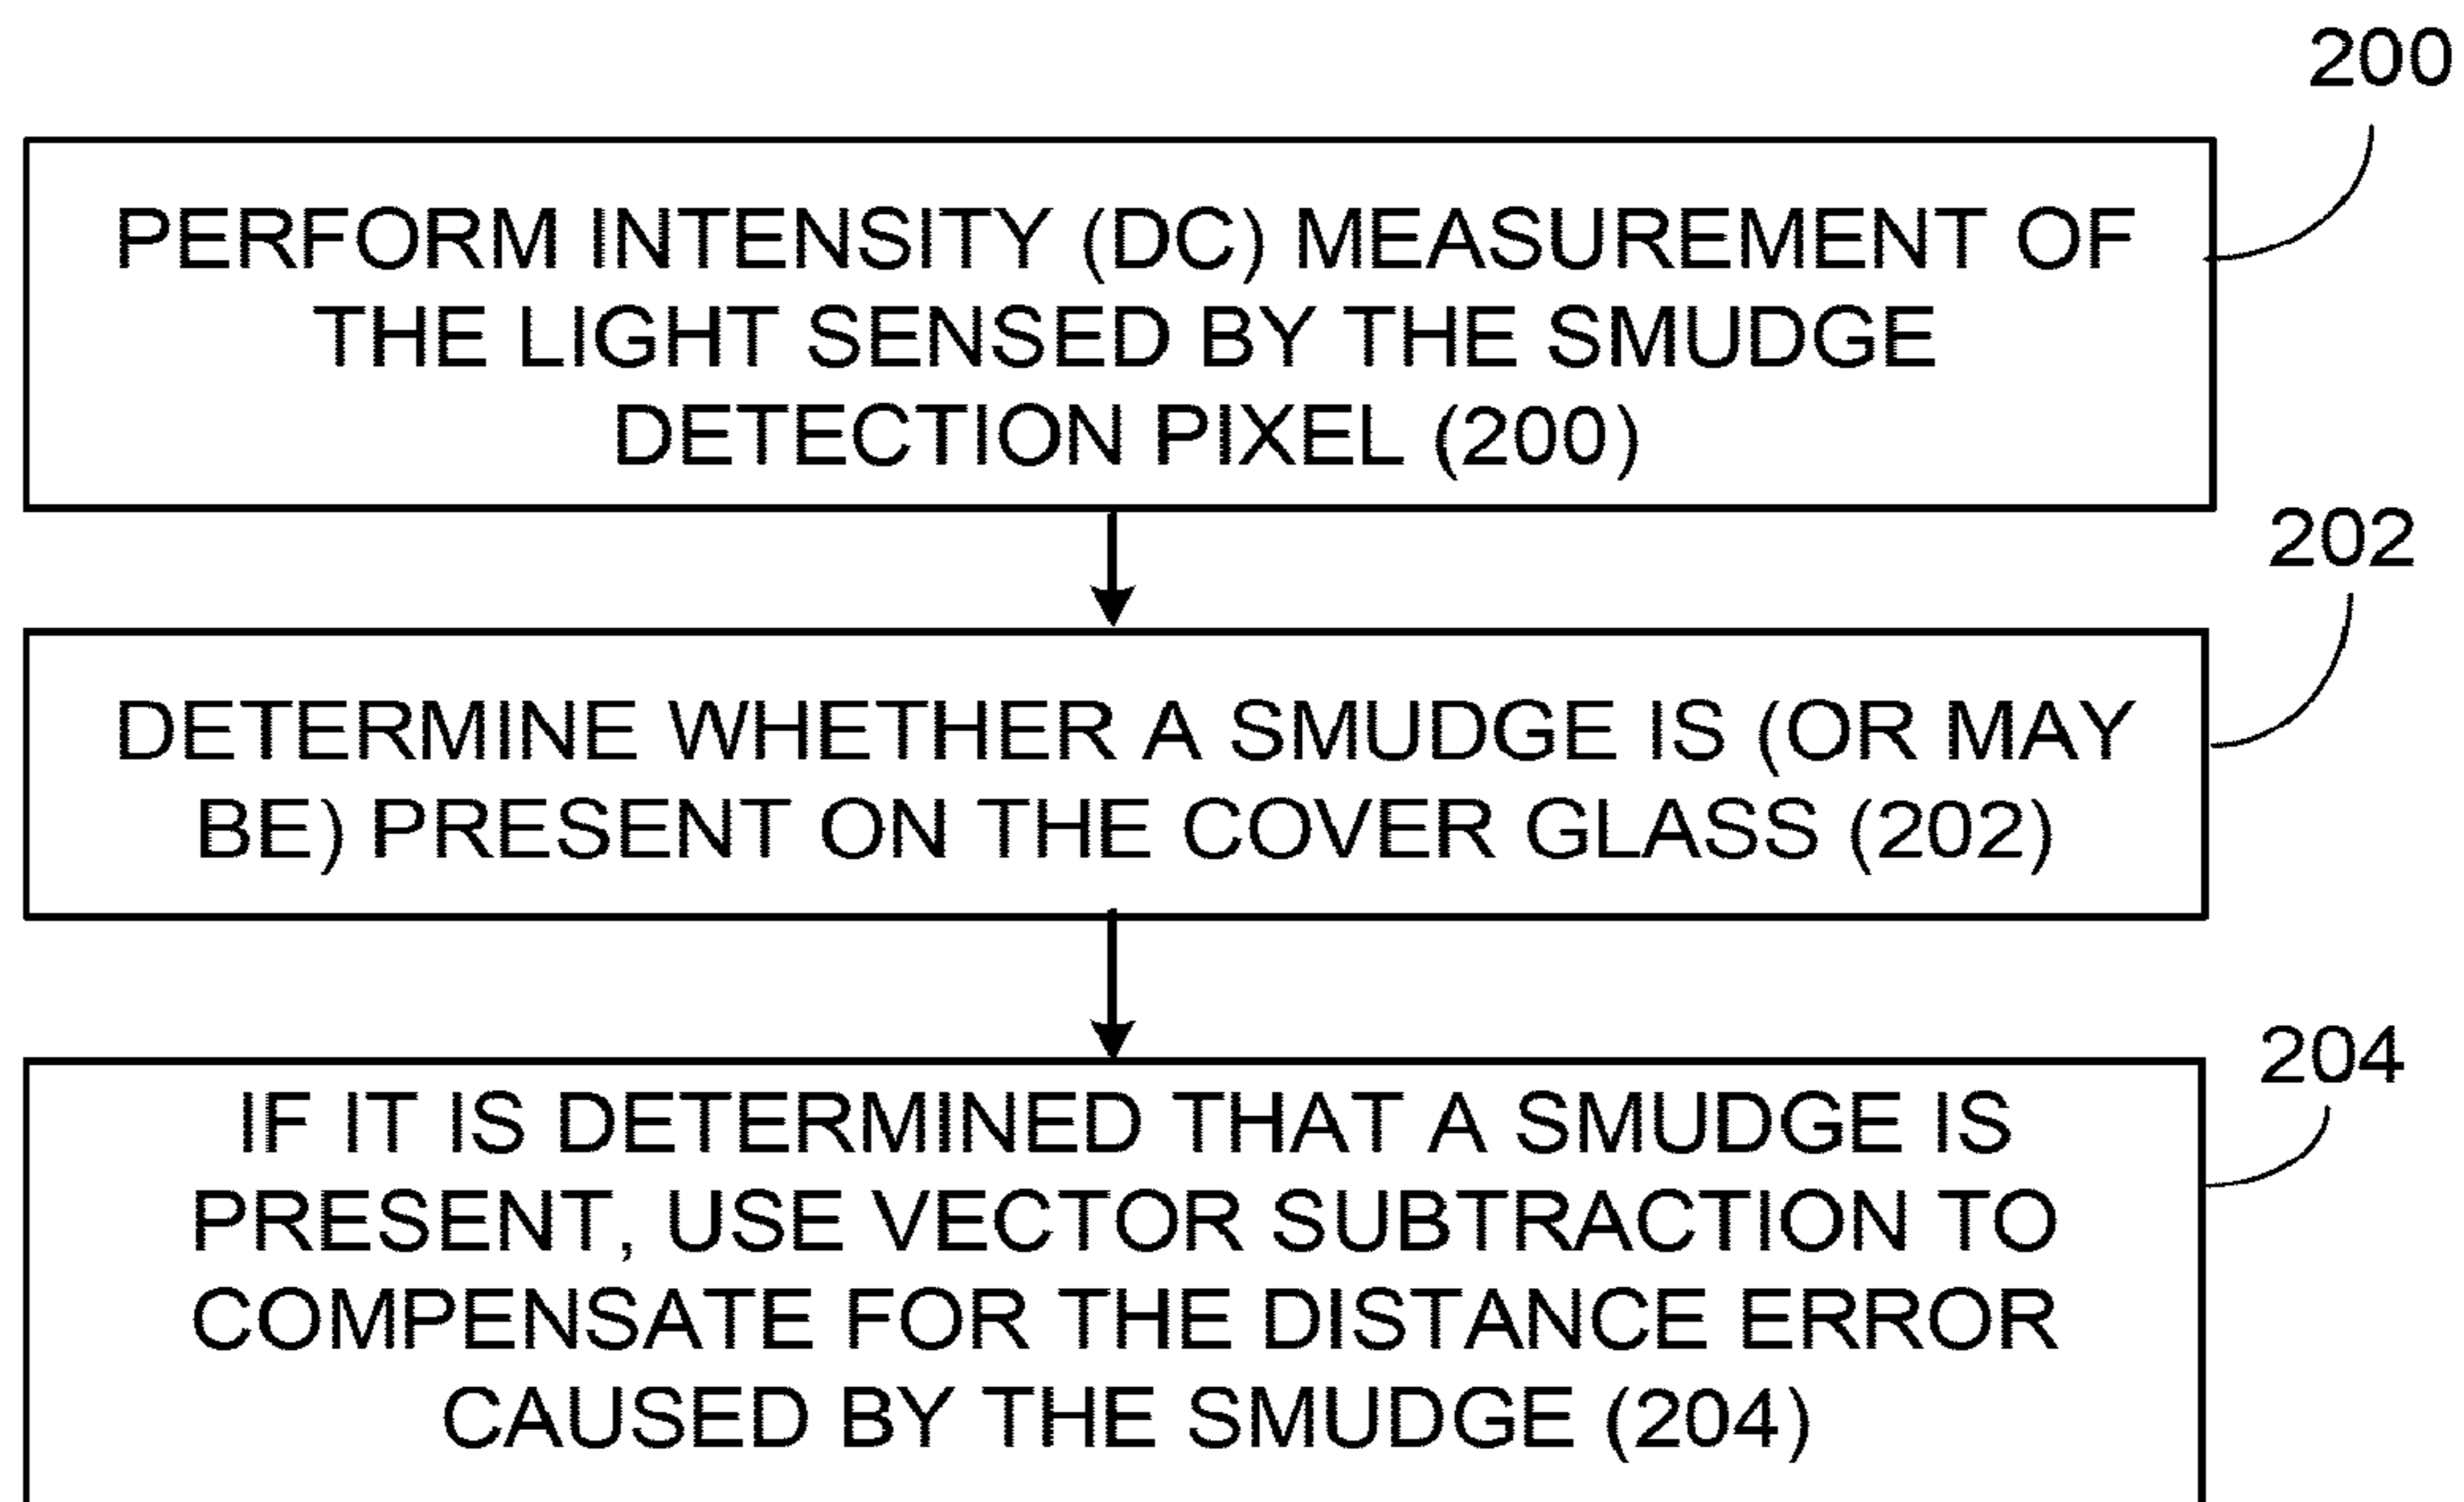 200
PERFORM INTENSITY (DC) MEASUREMENT OF
THE LIGHT SENSED BY THE SMUDGE
DETECTION PIXEL (200)
202
DETERMINE WHETHER A SMUDGE IS (OR MAY
BE) PRESENT ON THE COVER GLASS (202)
204
IF IT IS DETERMINED THAT A SMUDGE IS
PRESENT, USE VECTOR SUBTRACTION TO
COMPENSATE FOR THE DISTANCE ERROR
CAUSED BY THE SMUDGE (204)